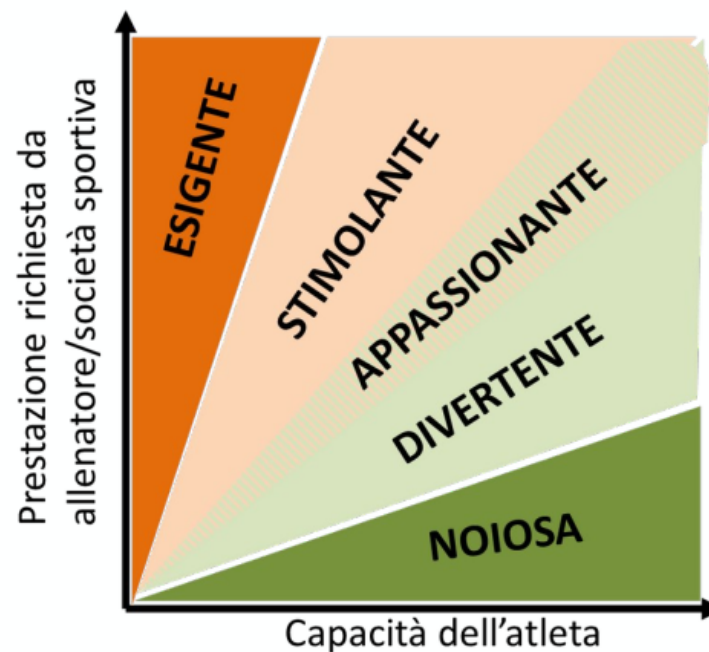 Prestazione richiesta da
allenatore/società sportiva
ESIGENTE
STIMOLANTE
APPASSIONANTE
DIVERTENTE
NOIOSA
Capacità dell'atleta